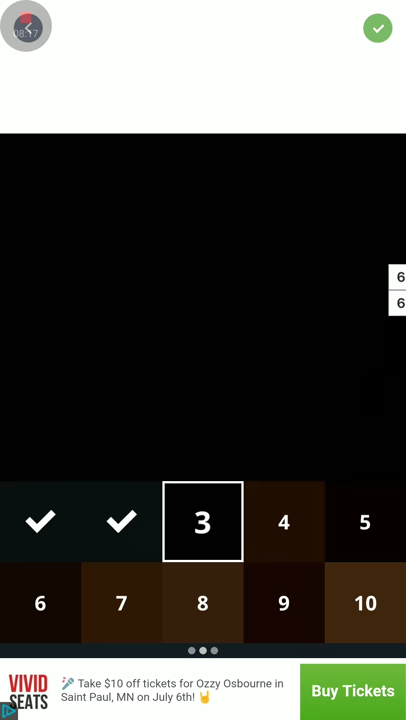 08:17
6
6
3
4
5
6
7
8
9
10
VIVID
SEATS
🎤 Take $10 off tickets for Ozzy Osbourne in
Saint Paul, MN on July 6th! 🤘
Buy Tickets